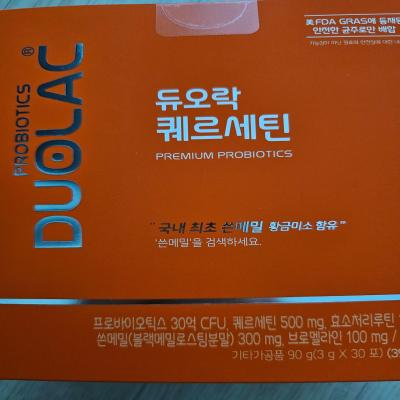 PROBIOTICS
DUOLAC®
美FDA GRAS에 등재된
안전한 균주로만 배합
듀오락
퀘르세틴
PREMIUM PROBIOTICS
"국내 최초 쓴메밀 황금미소 함유"
'쓴메밀'을 검색하세요.
프로바이오틱스 30억 CFU, 퀘르세틴 500 mg, 효소처리루틴
쓴메밀(블랙메밀로스팅분말) 300 mg, 브로멜라인 100 mg /
기타가공품 90 g(3 g X 30 포)